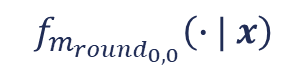 f_{m_{round_{0,0}}}(· | x)